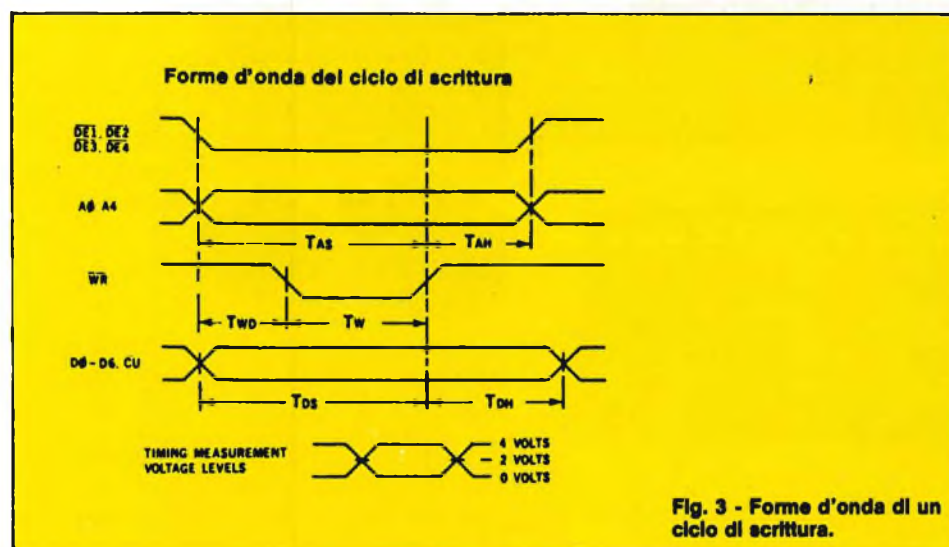 Forme d'onda del ciclo di scrittura
DE1. DE2
DE3. DE4
AØ A4
TAS
TAH
WR
TWD
TW
DØ-D6. CU
TDS
TDH
TIMING MEASUREMENT
VOLTAGE LEVELS
4 VOLTS
2 VOLTS
0 VOLTS
Fig. 3 - Forme d'onda di un
ciclo di scrittura.